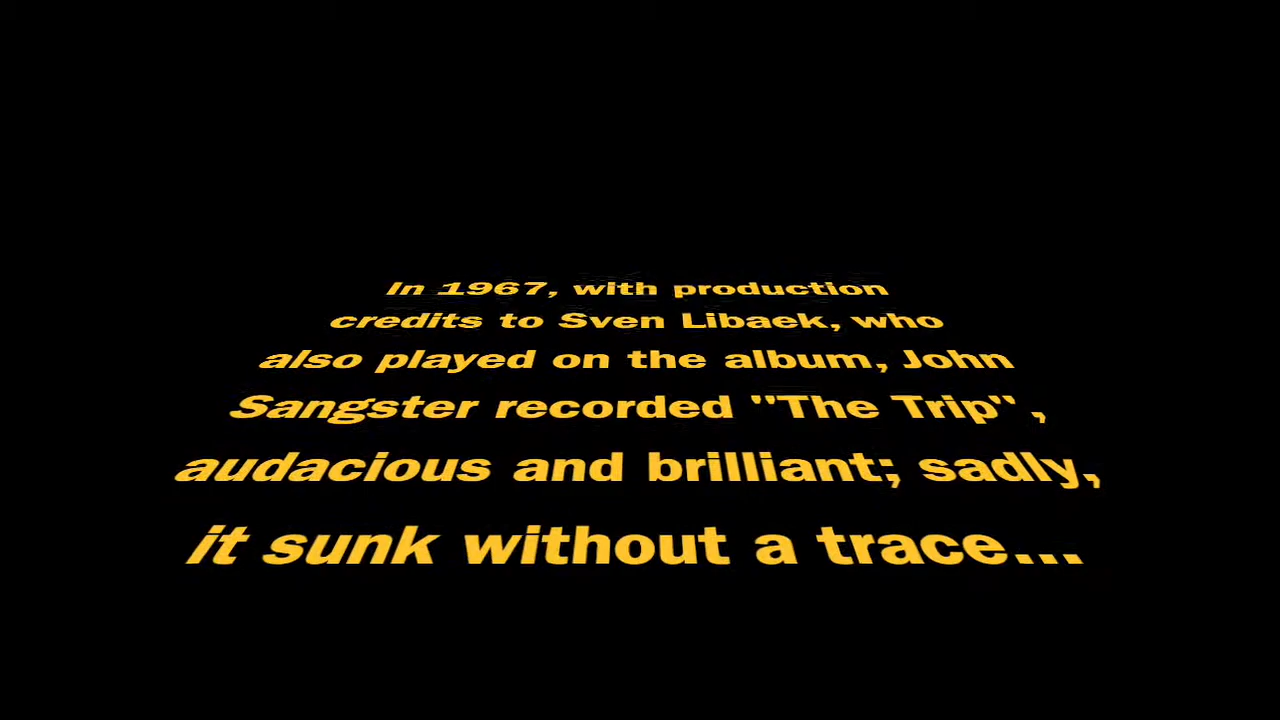 In 1967, with production
credits to Sven Libaek, who
also played on the album, John
Sangster recorded "The Trip" ,
audacious and brilliant; sadly,
it sunk without a trace...